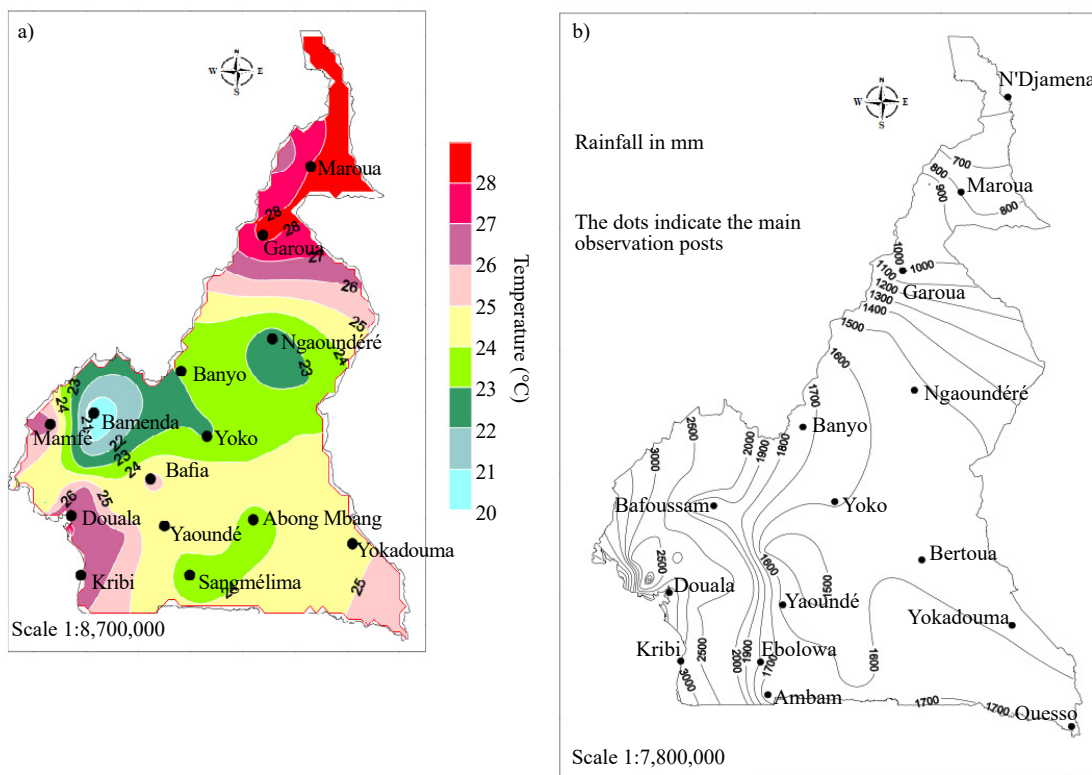 a)
N
W E
S
Maroua
28
28
Garoua
27
26
25
Ngaoundéré
24
23
Banyo
23
24
21
Bamenda
Mamfé
22
Yoko
23
24
Bafia
26
25
Douala
Yaoundé
Abong Mbang
Yokadouma
Kribi
Sangmélima
25
Scale 1:8,700,000
28
27
26
25
24
23
22
21
20
Temperature (°C)
b)
N
W E
S
N'Djamena
Rainfall in mm
700
800
Maroua
900
800
The dots indicate the main
observation posts
1000
1000
1100
Garoua
1200
1300
1400
1500
1600
Ngaoundéré
1700
2500
Banyo
2000
1800
1900
3000
Bafoussam
Yoko
Bertoua
2500
1600
Douala
1500
Yaoundé
Yokadouma
Kribi
2500
1900
2000
Ebolowa
1700
1600
3000
Ambam
1700
1700
Ouesso
Scale 1:7,800,000